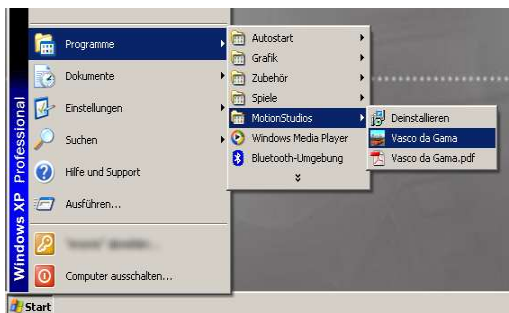 Windows XP Professional
Programme
Dokumente
Einstellungen
Suchen
Hilfe und Support
Ausführen...
Computer ausschalten...
Start
Autostart
Grafik
Zubehör
Spiele
MotionStudios
Windows Media Player
Bluetooth-Umgebung
Deinstallieren
Vasco da Gama
Vasco da Gama.pdf